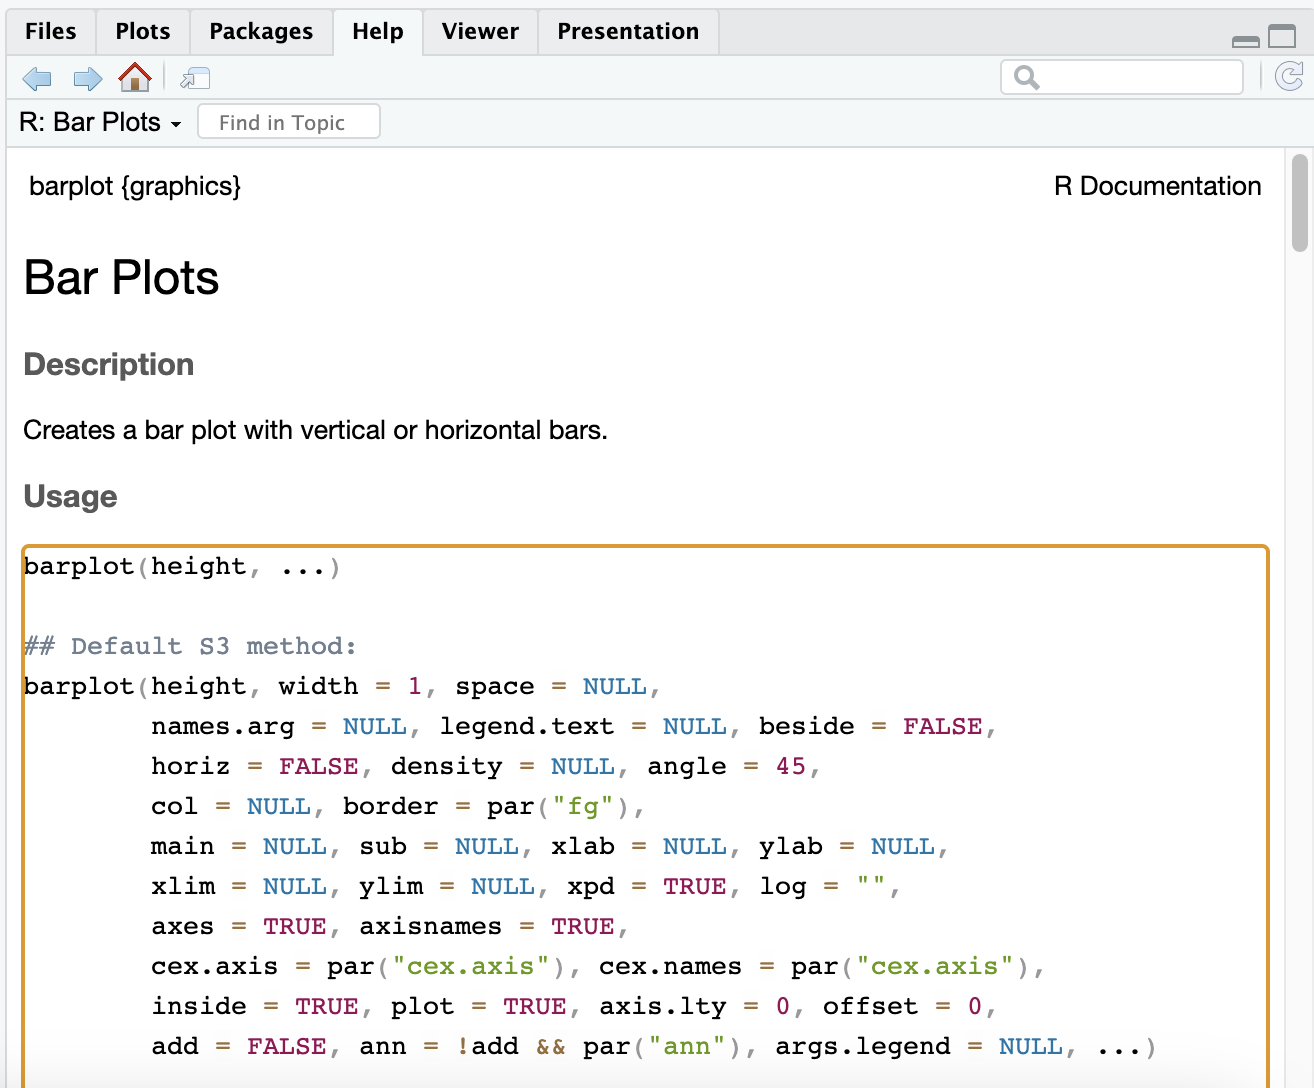 Files Plots Packages Help Viewer Presentation
R: Bar Plots Find in Topic
barplot {graphics} R Documentation
Bar Plots
Description
Creates a bar plot with vertical or horizontal bars.
Usage
barplot(height, ...)
## Default S3 method:
barplot(height, width = 1, space = NULL,
        names.arg = NULL, legend.text = NULL, beside = FALSE,
        horiz = FALSE, density = NULL, angle = 45,
        col = NULL, border = par("fg"),
        main = NULL, sub = NULL, xlab = NULL, ylab = NULL,
        xlim = NULL, ylim = NULL, xpd = TRUE, log = "",
        axes = TRUE, axisnames = TRUE,
        cex.axis = par("cex.axis"), cex.names = par("cex.axis"),
        inside = TRUE, plot = TRUE, axis.lty = 0, offset = 0,
        add = FALSE, ann = !add && par("ann"), args.legend = NULL, ...)